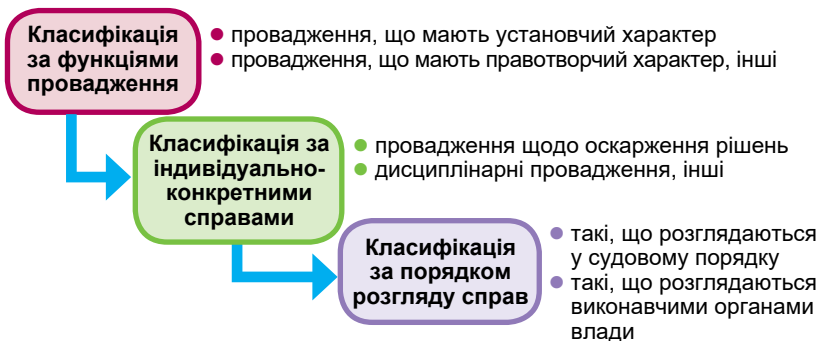 Класифікація
за функціями
провадження
● провадження, що мають установчий характер
● провадження, що мають правотворчий характер, інші
Класифікація за
індивідуально-
конкретними
справами
● провадження щодо оскарження рішень
● дисциплінарні провадження, інші
Класифікація
за порядком
розгляду справ
● такі, що розглядаються
у судовому порядку
● такі, що розглядаються
виконавчими органами
влади